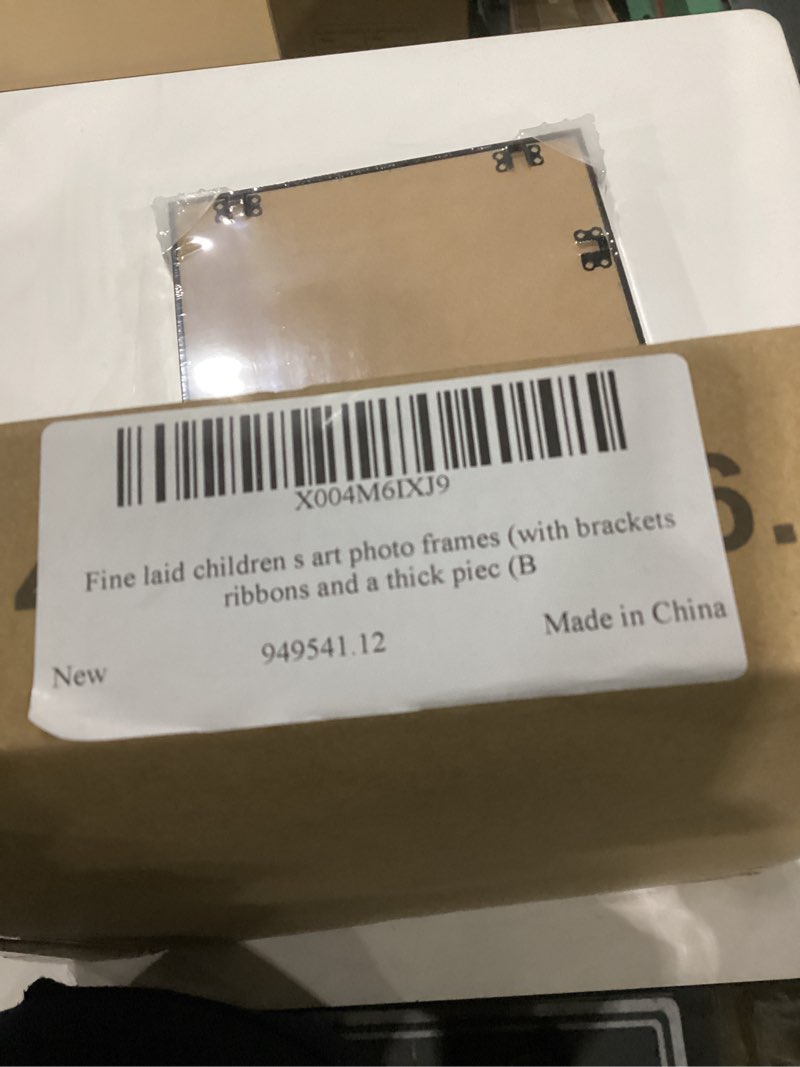 X004M6IXJ9
Fine laid children s art photo frames (with brackets
ribbons and a thick piec (B
949541.12
Made in China
New
6.